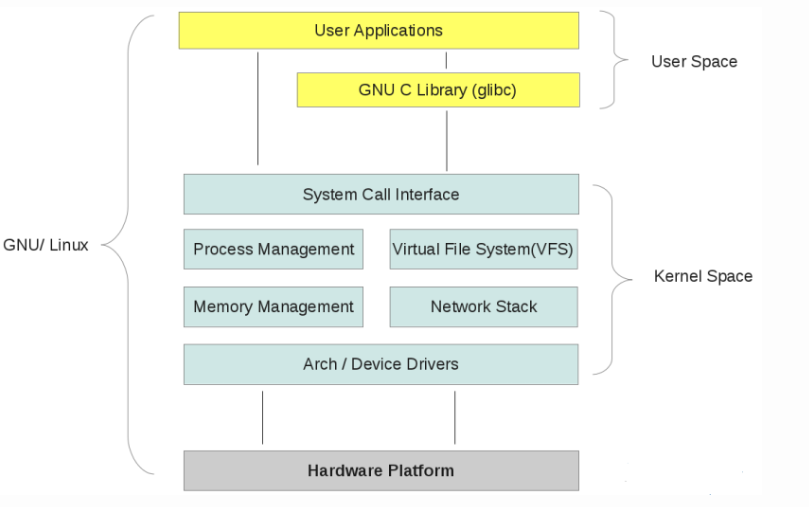 User Applications
User Space
GNU C Library (glibc)
System Call Interface
GNU/ Linux
Process Management
Virtual File System(VFS)
Kernel Space
Memory Management
Network Stack
Arch / Device Drivers
Hardware Platform